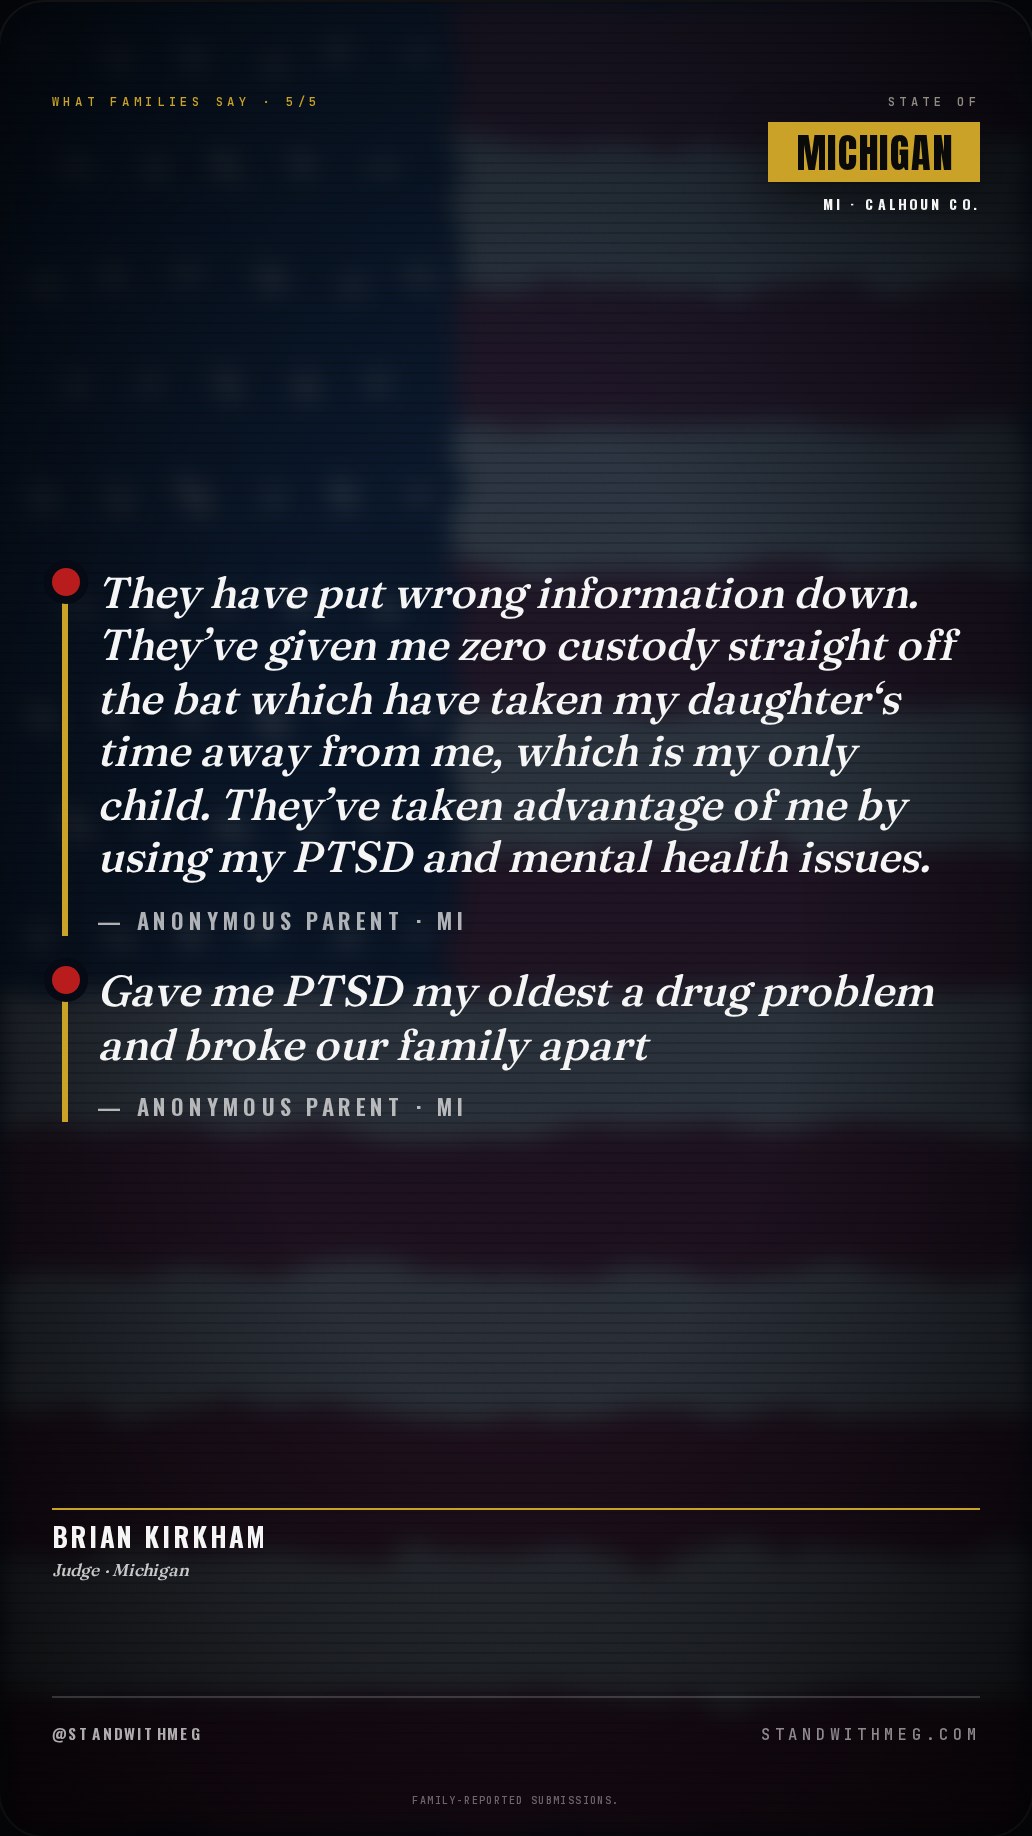 WHAT FAMILIES SAY · 5/5
STATE OF
MICHIGAN
MI · CALHOUN CO.
They have put wrong information down.
They’ve given me zero custody straight off
the bat which have taken my daughter‘s
time away from me, which is my only
child. They’ve taken advantage of me by
using my PTSD and mental health issues.
— ANONYMOUS PARENT · MI
Gave me PTSD my oldest a drug problem
and broke our family apart
— ANONYMOUS PARENT · MI
BRIAN KIRKHAM
Judge · Michigan
@STANDWITHMEG
STANDWITHMEG.COM
FAMILY-REPORTED SUBMISSIONS.